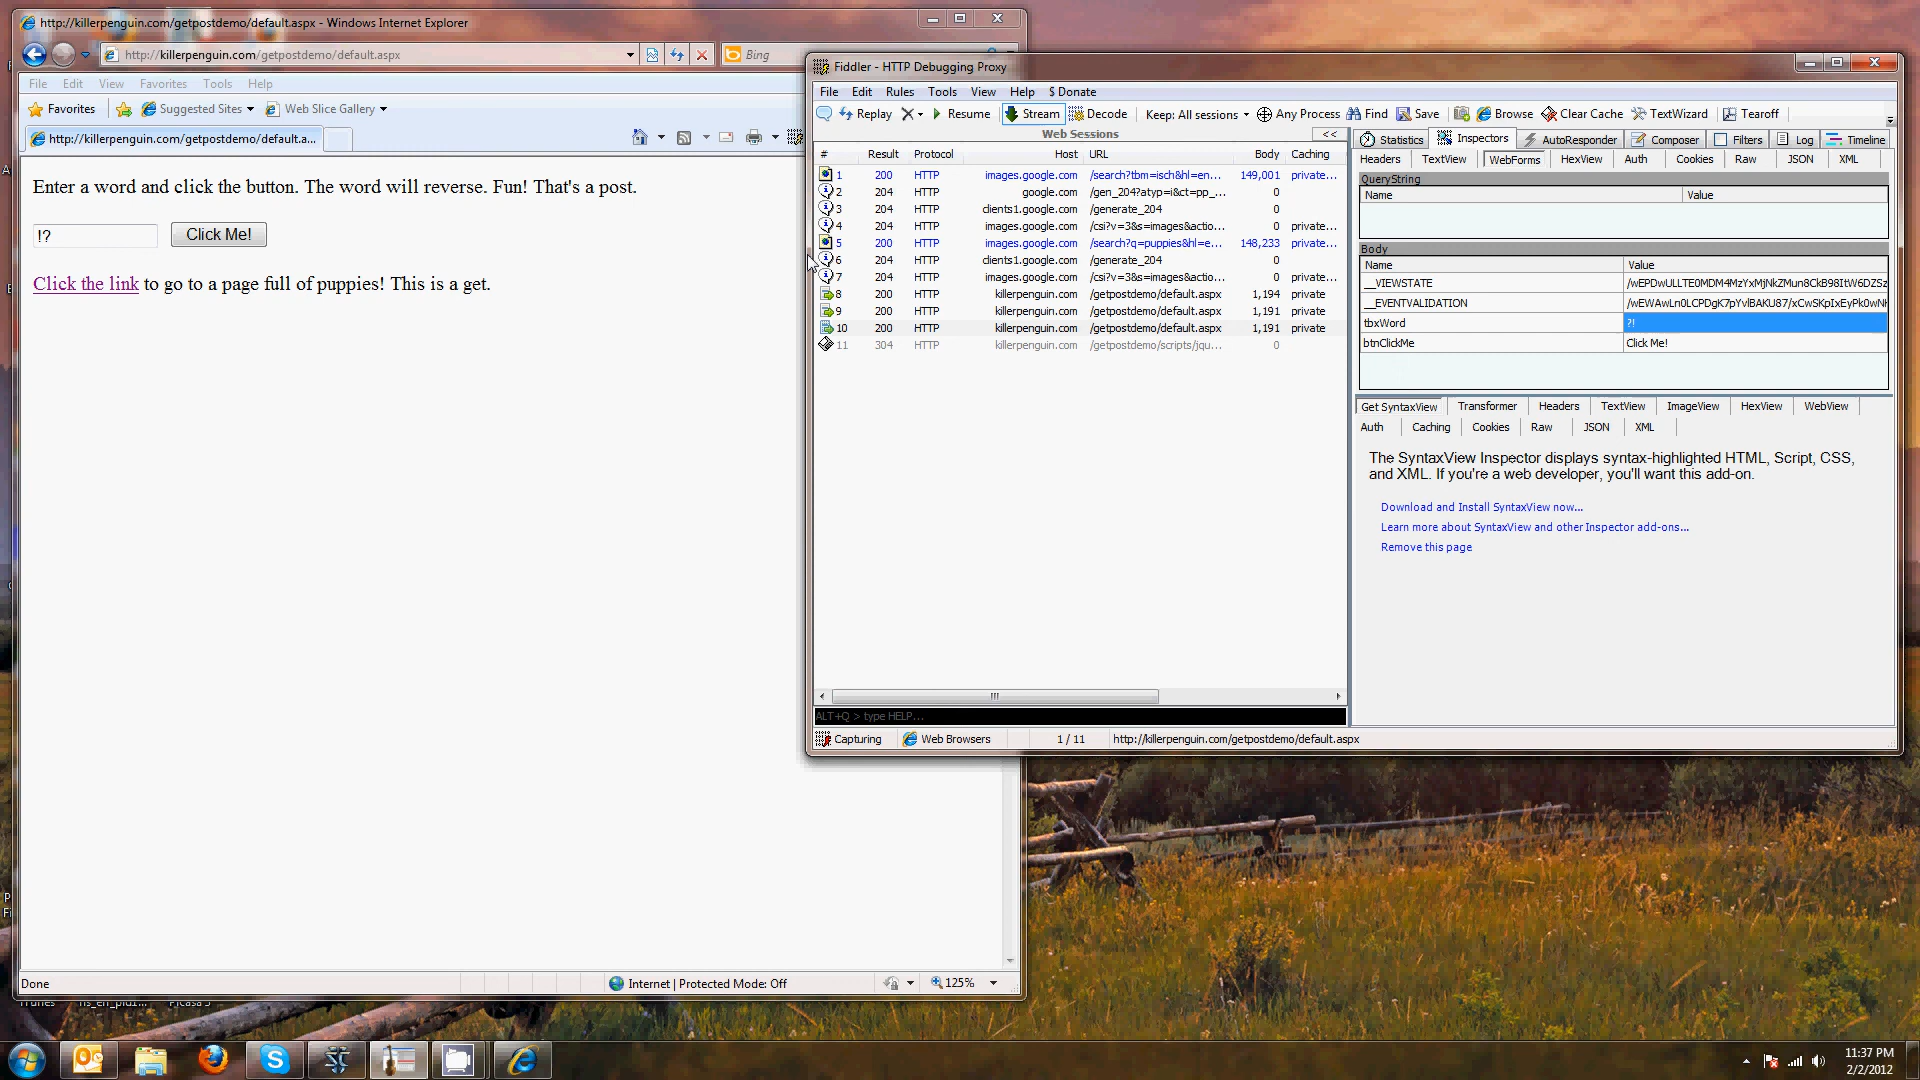 http://killerpenguin.com/getpostdemo/default.aspx - Windows Internet Explorer
http://killerpenguin.com/getpostdemo/default.aspx
Bing
File Edit View Favorites Tools Help
Favorites Suggested Sites Web Slice Gallery
http://killerpenguin.com/getpostdemo/default.a...
Enter a word and click the button. The word will reverse. Fun! That's a post.
!? Click Me!
Click the link to go to a page full of puppies! This is a get.
Done
Internet | Protected Mode: Off
125%
Fiddler - HTTP Debugging Proxy
File Edit Rules Tools View Help $ Donate
Replay Resume Stream Decode Keep: All sessions Any Process Find Save Browse Clear Cache TextWizard Tearoff
Web Sessions <<
# Result Protocol Host URL Body Caching
1 200 HTTP images.google.com /search?tbm=isch&hl=en... 149,001 private...
2 204 HTTP google.com /gen_204?atyp=i&ct=pp_... 0
3 204 HTTP clients1.google.com /generate_204 0
4 204 HTTP images.google.com /csi?v=3&s=images&actio... 0 private...
5 200 HTTP images.google.com /search?q=puppies&hl=e... 148,233 private...
6 204 HTTP clients1.google.com /generate_204 0
7 204 HTTP images.google.com /csi?v=3&s=images&actio... 0 private...
8 200 HTTP killerpenguin.com /getpostdemo/default.aspx 1,194 private
9 200 HTTP killerpenguin.com /getpostdemo/default.aspx 1,191 private
10 200 HTTP killerpenguin.com /getpostdemo/default.aspx 1,191 private
11 304 HTTP killerpenguin.com /getpostdemo/scripts/jqu... 0
ALT+Q > type HELP...
Capturing Web Browsers 1 / 11 http://killerpenguin.com/getpostdemo/default.aspx
Statistics Inspectors AutoResponder Composer Filters Log Timeline
Headers TextView WebForms HexView Auth Cookies Raw JSON XML
QueryString
Name Value
Body
Name Value
__VIEWSTATE
__EVENTVALIDATION
tbxWord ?!
btnClickMe Click Me!
Get SyntaxView Transformer Headers TextView ImageView HexView WebView
Auth Caching Cookies Raw JSON XML
The SyntaxView Inspector displays syntax-highlighted HTML, Script, CSS,
and XML. If you're a web developer, you'll want this add-on.
Download and Install SyntaxView now...
Learn more about SyntaxView and other Inspector add-ons...
Remove this page
11:37 PM
2/2/2012